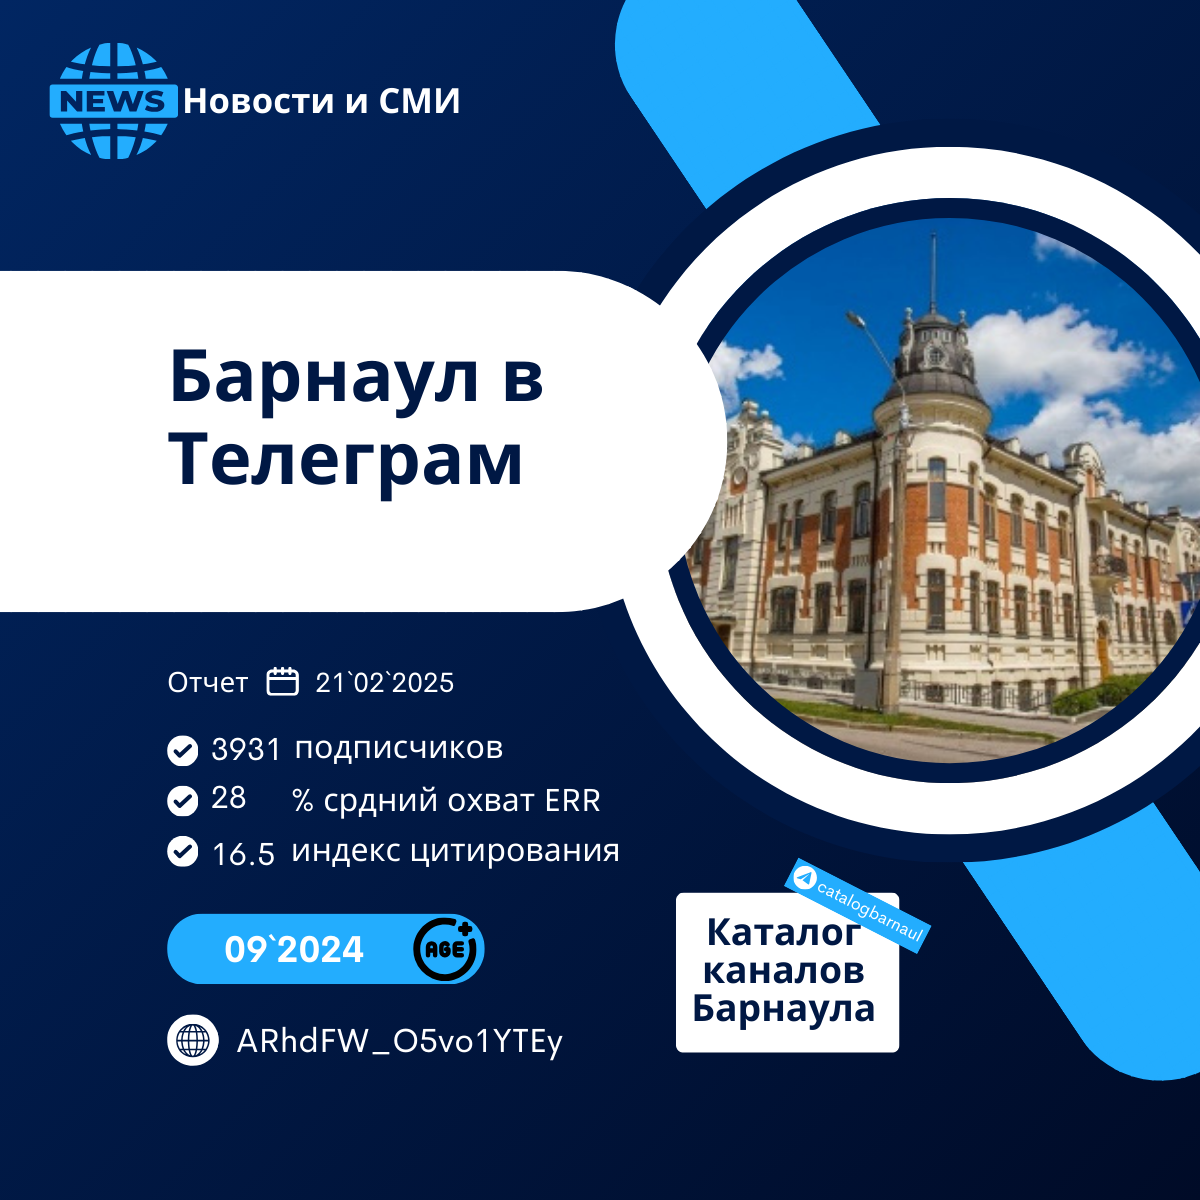 NEWS Новости и СМИ
Барнаул в
Телеграм
Отчет 21`02`2025
3931 подписчиков
28 % срдний охват ERR
16.5 индекс цитирования
09`2024 AGE+
ARhdFW_O5vo1YTEy
catalogbarnaul
Каталог
каналов
Барнаула